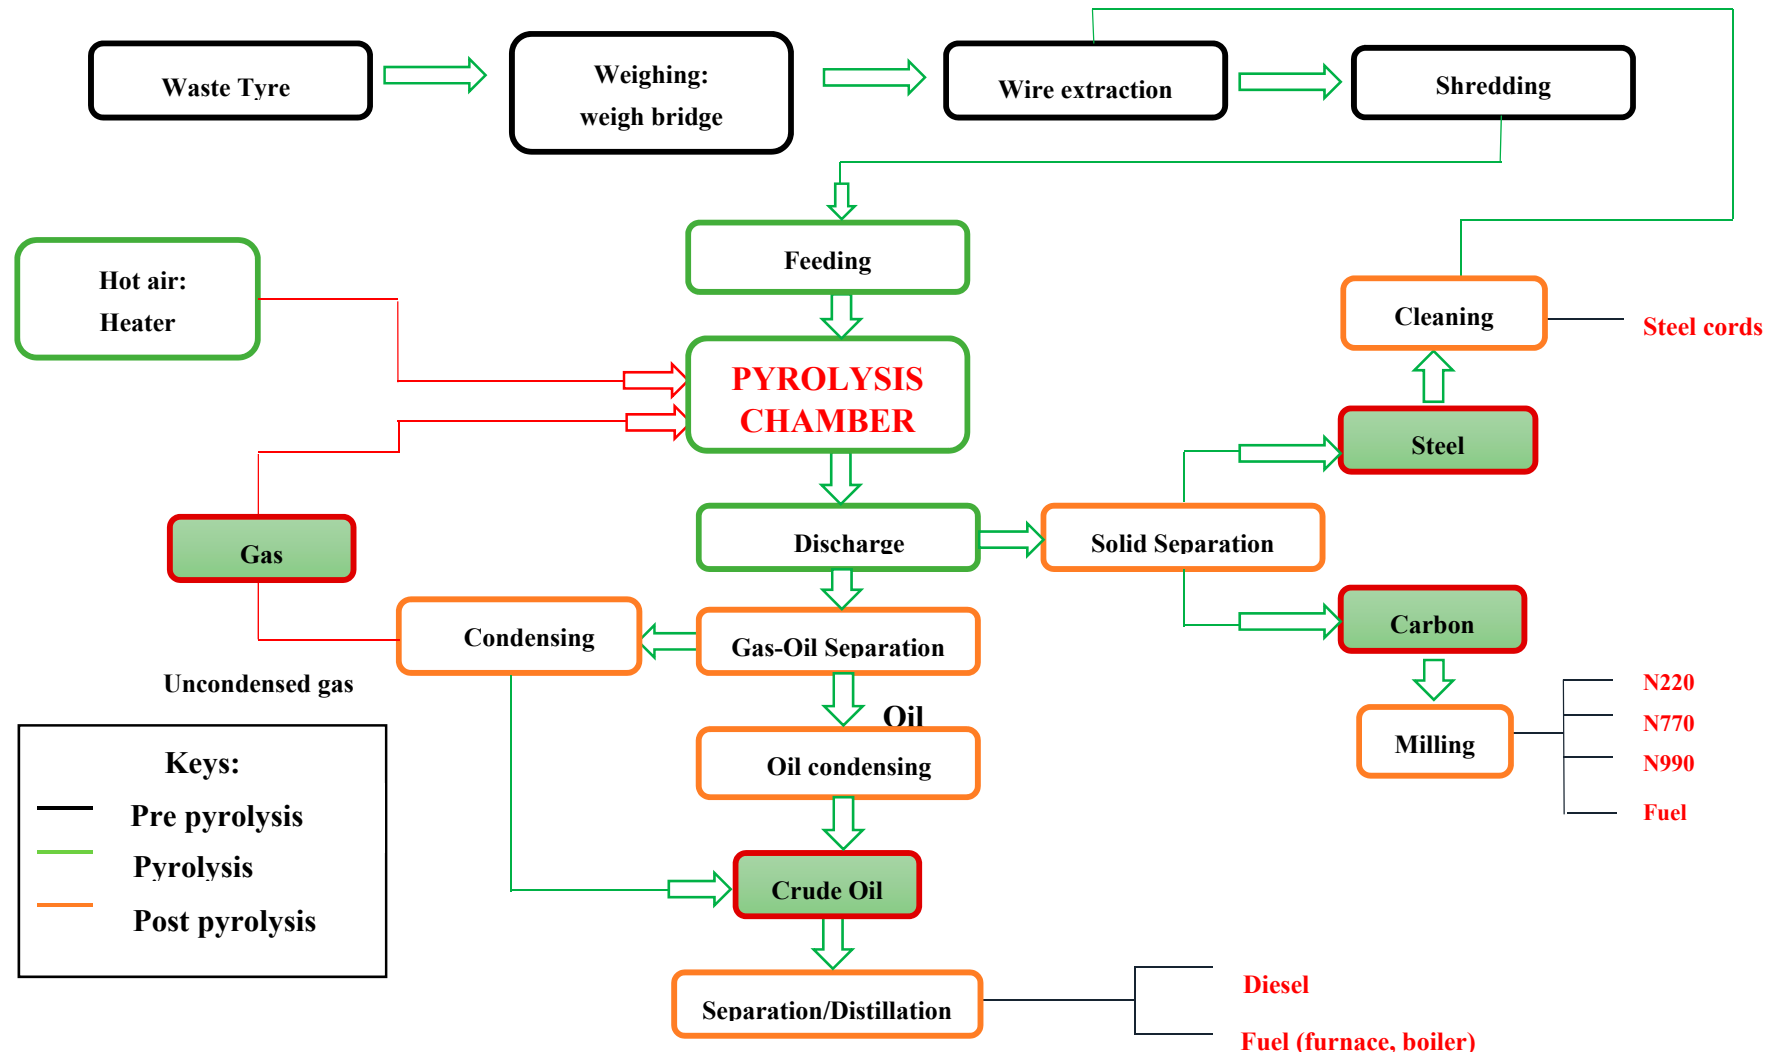 Waste Tyre
Weighing:
weigh bridge
Wire extraction
Shredding
Feeding
Hot air:
Heater
Cleaning
Steel cords
PYROLYSIS
CHAMBER
Steel
Gas
Discharge
Solid Separation
Carbon
Condensing
Gas-Oil Separation
Uncondensed gas
Oil
N220
N770
N990
Fuel
Milling
Oil condensing
Keys:
Pre pyrolysis
Pyrolysis
Post pyrolysis
Crude Oil
Separation/Distillation
Diesel
Fuel (furnace, boiler)